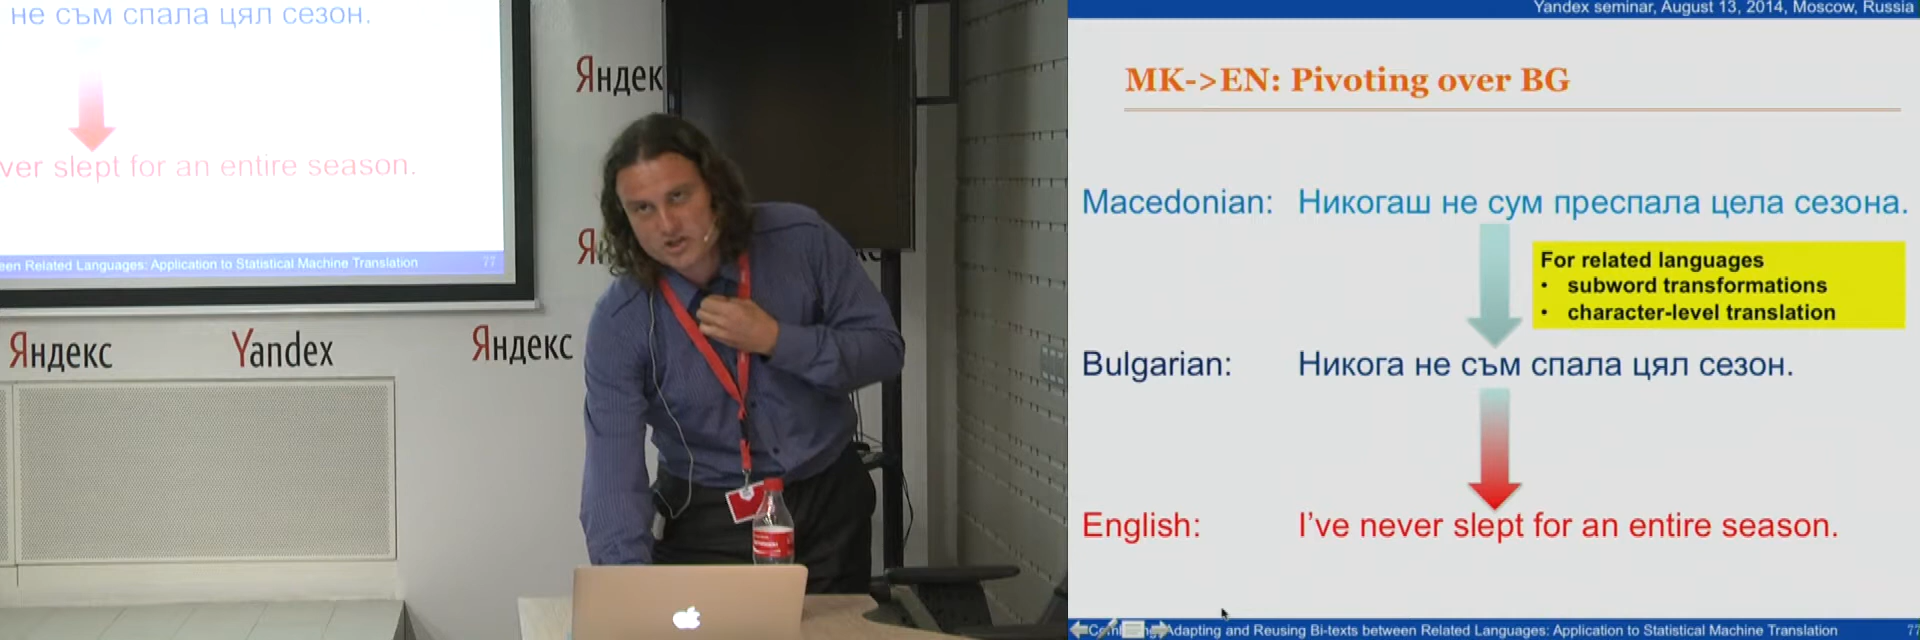 не съм спала цял сезон.
ver slept for an entire season.
een Related Languages: Application to Statistical Machine Translation 77
Яндек
Яндекс
Yandex
Яндекс
Yandex seminar, August 13, 2014, Moscow, Russia
MK->EN: Pivoting over BG
Macedonian: Никогаш не сум преспала цела сезона.
For related languages
• subword transformations
• character-level translation
Bulgarian: Никога не съм спала цял сезон.
English: I've never slept for an entire season.
Adapting and Reusing Bi-texts between Related Languages: Application to Statistical Machine Translation 77